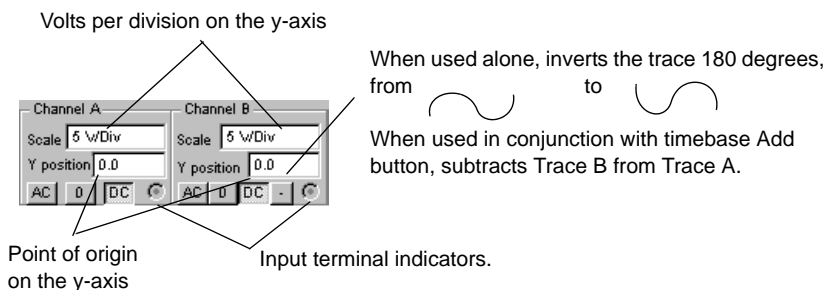 Volts per division on the y-axis
When used alone, inverts the trace 180 degrees,
from to
When used in conjunction with timebase Add
button, subtracts Trace B from Trace A.
Channel A
Scale 5 V/Div
Y position 0.0
AC 0 DC
Channel B
Scale 5 V/Div
Y position 0.0
AC 0 DC -
Point of origin
on the y-axis
Input terminal indicators.